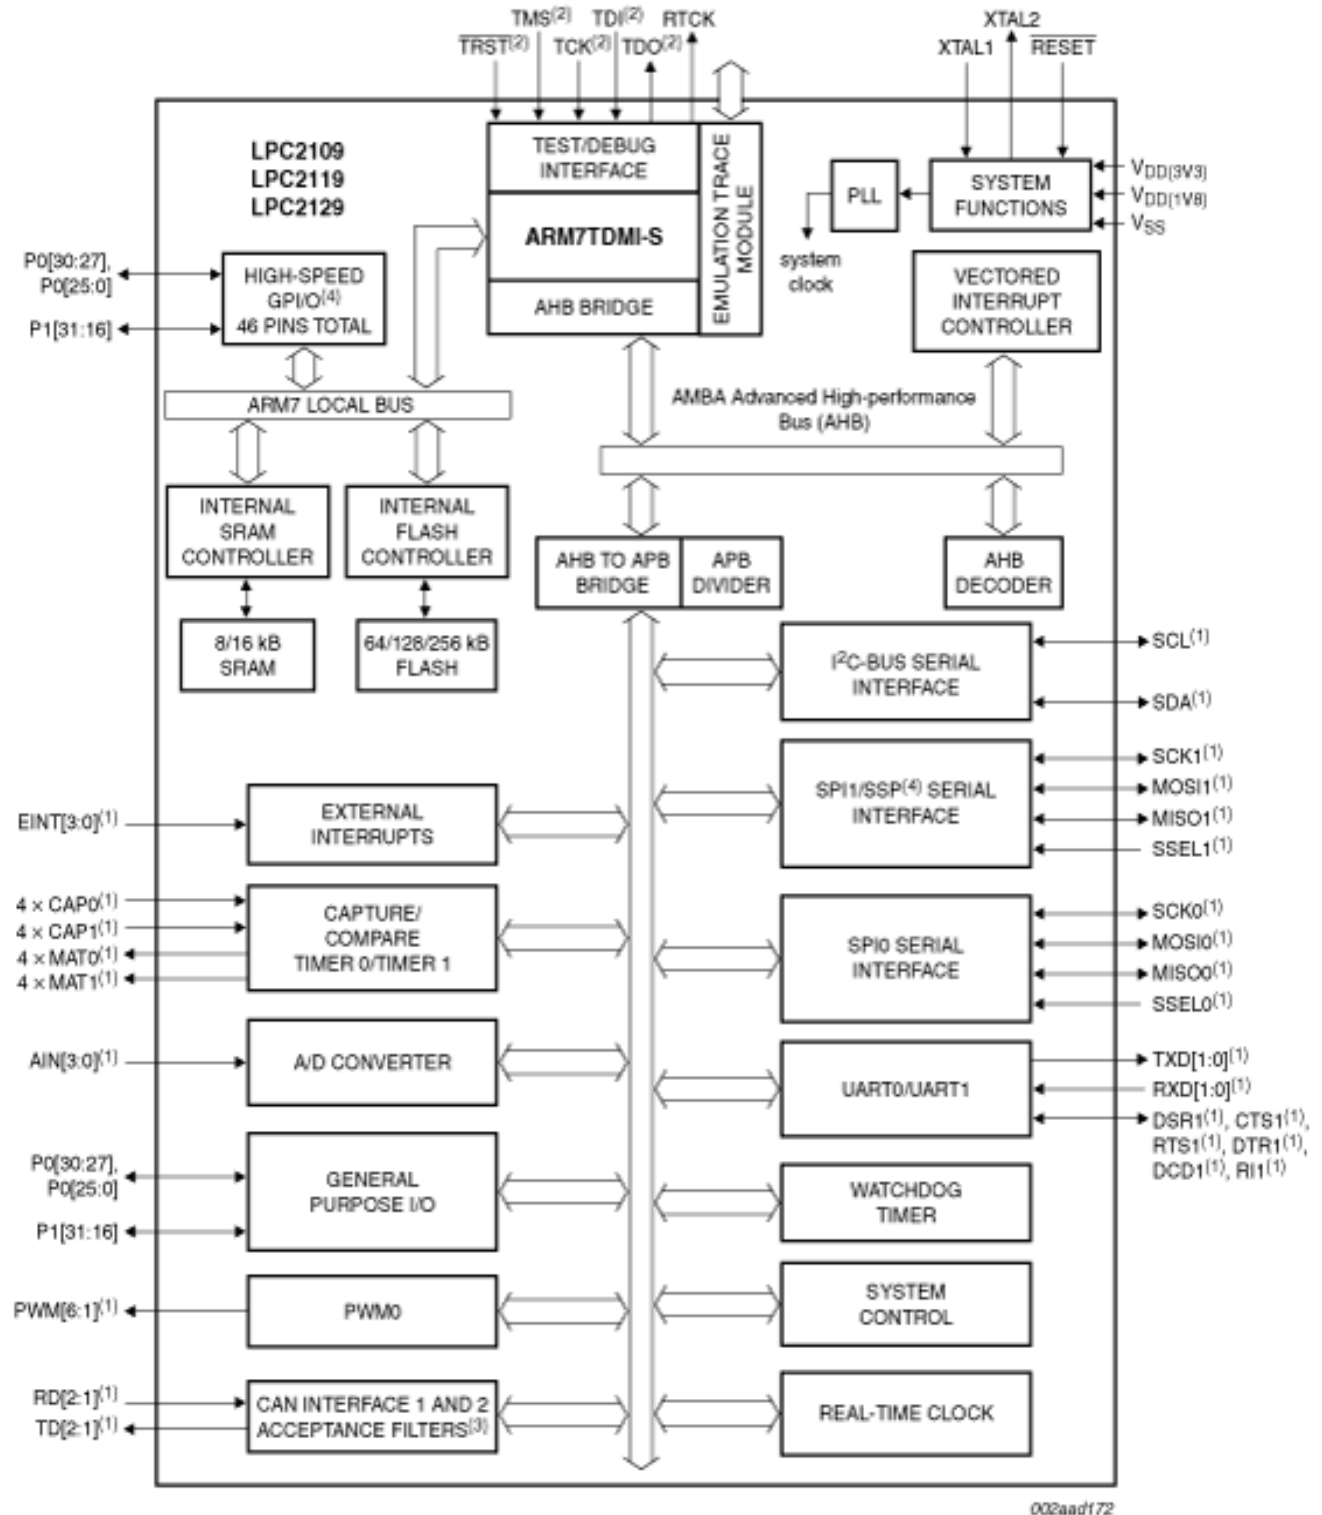 TMS(2) TDI(2) RTCK
TRST(2) TCK(2) TDO(2)
XTAL2
XTAL1 RESET
LPC2109
LPC2119
LPC2129
TEST/DEBUG
INTERFACE
ARM7TDMI-S
AHB BRIDGE
EMULATION TRACE
MODULE
PLL
system
clock
SYSTEM
FUNCTIONS
VDD(3V3)
VDD(1V8)
VSS
P0[30:27],
P0[25:0]
P1[31:16]
HIGH-SPEED
GPI/O(4)
46 PINS TOTAL
VECTORED
INTERRUPT
CONTROLLER
ARM7 LOCAL BUS
AMBA Advanced High-performance
Bus (AHB)
INTERNAL
SRAM
CONTROLLER
INTERNAL
FLASH
CONTROLLER
8/16 kB
SRAM
64/128/256 kB
FLASH
AHB TO APB
BRIDGE
APB
DIVIDER
AHB
DECODER
I2C-BUS SERIAL
INTERFACE
SCL(1)
SDA(1)
SPI1/SSP(4) SERIAL
INTERFACE
SCK1(1)
MOSI1(1)
MISO1(1)
SSEL1(1)
EINT[3:0](1)
EXTERNAL
INTERRUPTS
4 × CAP0(1)
4 × CAP1(1)
4 × MAT0(1)
4 × MAT1(1)
CAPTURE/
COMPARE
TIMER 0/TIMER 1
SPI0 SERIAL
INTERFACE
SCK0(1)
MOSI0(1)
MISO0(1)
SSEL0(1)
AIN[3:0](1)
A/D CONVERTER
UART0/UART1
TXD[1:0](1)
RXD[1:0](1)
DSR1(1), CTS1(1),
RTS1(1), DTR1(1),
DCD1(1), RI1(1)
P0[30:27],
P0[25:0]
P1[31:16]
GENERAL
PURPOSE I/O
WATCHDOG
TIMER
PWM[6:1](1)
PWM0
SYSTEM
CONTROL
RD[2:1](1)
TD[2:1](1)
CAN INTERFACE 1 AND 2
ACCEPTANCE FILTERS(3)
REAL-TIME CLOCK
002aad172